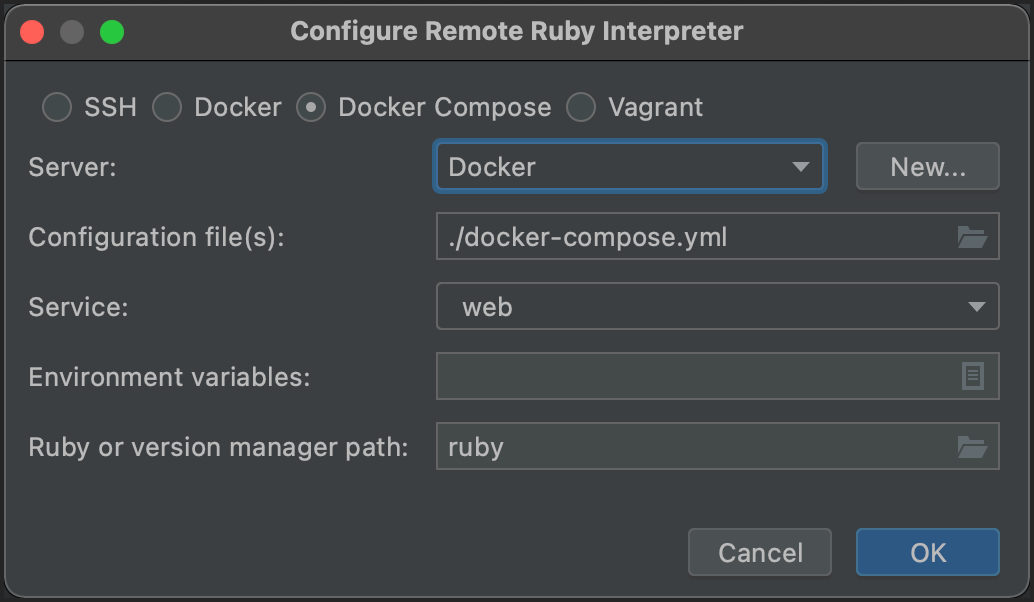 Configure Remote Ruby Interpreter
SSH Docker Docker Compose Vagrant
Server: Docker New...
Configuration file(s): ./docker-compose.yml
Service: web
Environment variables:
Ruby or version manager path: ruby
Cancel OK